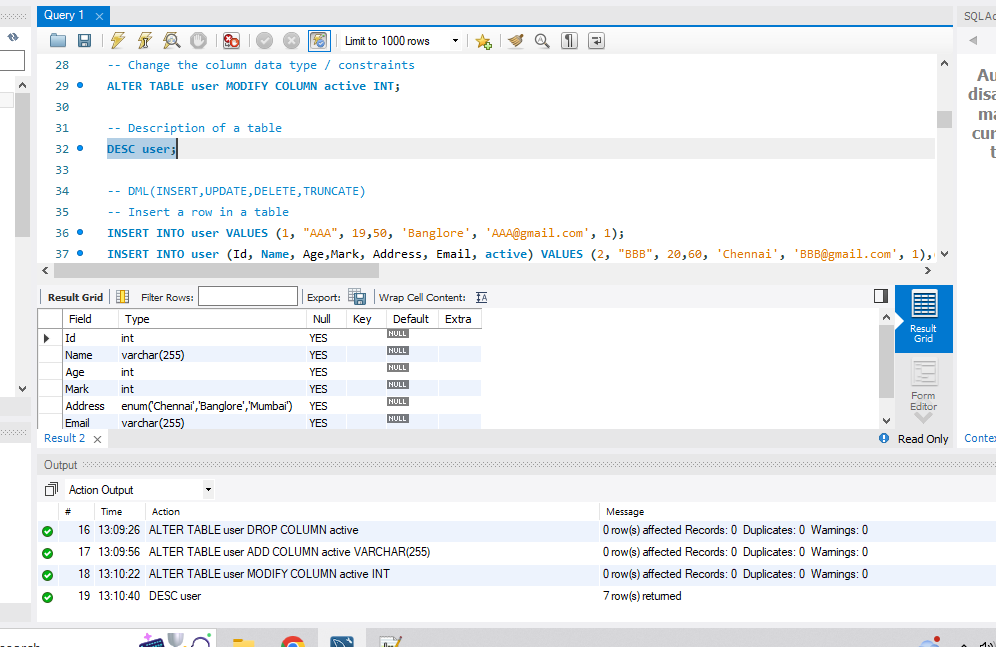 Query 1
SQLAc
Limit to 1000 rows
28 -- Change the column data type / constraints
29 ALTER TABLE user MODIFY COLUMN active INT;
30
31 -- Description of a table
32 DESC user;
33
34 -- DML(INSERT,UPDATE,DELETE,TRUNCATE)
35 -- Insert a row in a table
36 INSERT INTO user VALUES (1, "AAA", 19,50, 'Banglore', 'AAA@gmail.com', 1);
37 INSERT INTO user (Id, Name, Age,Mark, Address, Email, active) VALUES (2, "BBB", 20,60, 'Chennai', 'BBB@gmail.com', 1),
Au
disa
ma
cur
t
Result Grid Filter Rows: Export: Wrap Cell Content:
Field Type Null Key Default Extra
Id int YES NULL
Name varchar(255) YES NULL
Age int YES NULL
Mark int YES NULL
Address enum('Chennai','Banglore','Mumbai') YES NULL
Email varchar(255) YES NULL
Result
Grid
Form
Editor
Result 2
Read Only
Contex
Output
Action Output
# Time Action Message
16 13:09:26 ALTER TABLE user DROP COLUMN active 0 row(s) affected Records: 0 Duplicates: 0 Warnings: 0
17 13:09:56 ALTER TABLE user ADD COLUMN active VARCHAR(255) 0 row(s) affected Records: 0 Duplicates: 0 Warnings: 0
18 13:10:22 ALTER TABLE user MODIFY COLUMN active INT 0 row(s) affected Records: 0 Duplicates: 0 Warnings: 0
19 13:10:40 DESC user 7 row(s) returned